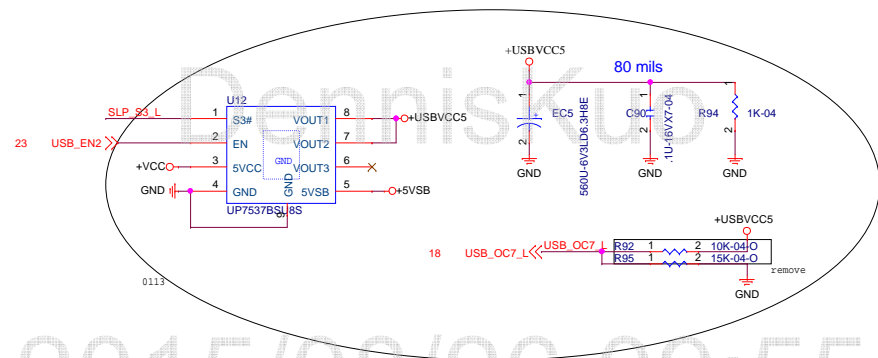 +USBVCC5
80 mils
DennisKuo
U12
SLP_S3_L 1 S3# VOUT1 8 +USBVCC5
23 USB_EN2 2 EN VOUT2 7
+VCC 3 5VCC GND VOUT3 6
GND 4 GND GND 5VSB 5 +5VSB
UP7537BSU8S
9
1 EC5 2 560U-6V3LD6.3H8E
1 C90 2 .1U-16VX7-04
1 R94 2 1K-04
GND GND GND
+USBVCC5
18 USB_OC7_L USB_OC7_L R92 1 2 10K-04-O
R95 1 2 15K-04-O
remove
GND
0113